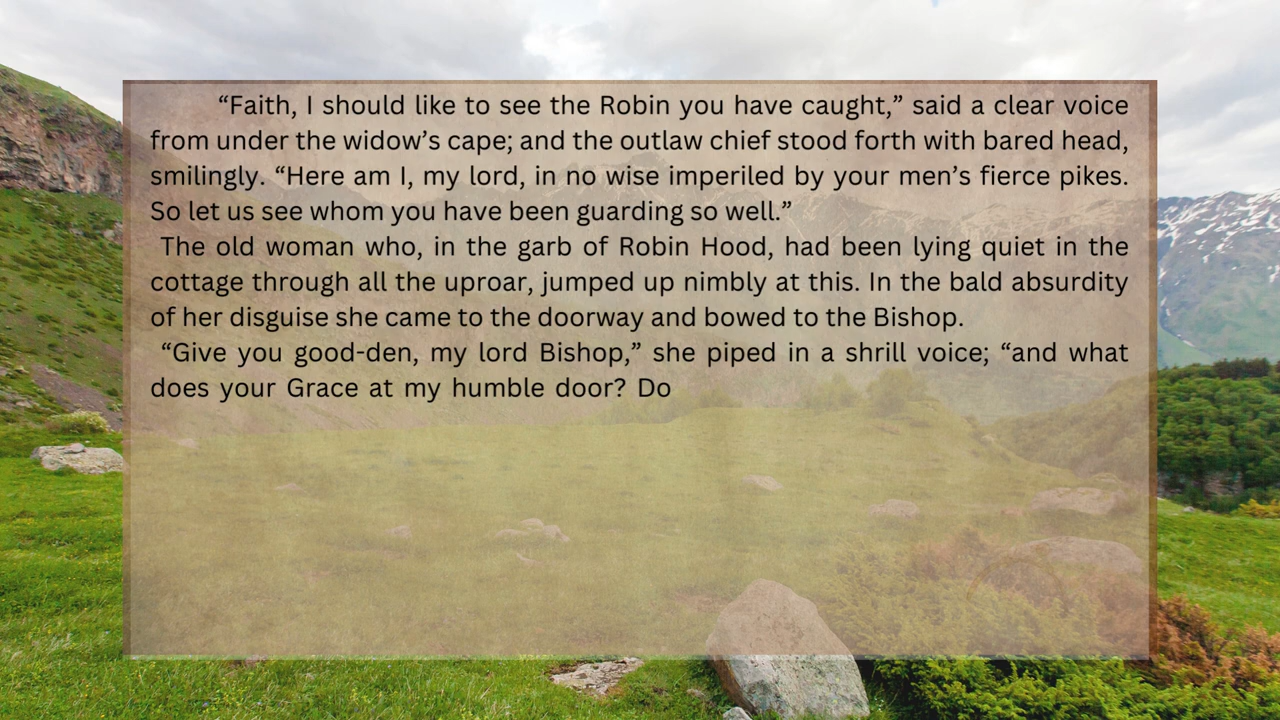 “Faith, I should like to see the Robin you have caught,” said a clear voice
from under the widow’s cape; and the outlaw chief stood forth with bared head,
smilingly. “Here am I, my lord, in no wise imperiled by your men’s fierce pikes.
So let us see whom you have been guarding so well.”
The old woman who, in the garb of Robin Hood, had been lying quiet in the
cottage through all the uproar, jumped up nimbly at this. In the bald absurdity
of her disguise she came to the doorway and bowed to the Bishop.
“Give you good-den, my lord Bishop,” she piped in a shrill voice; “and what
does your Grace at my humble door? Do